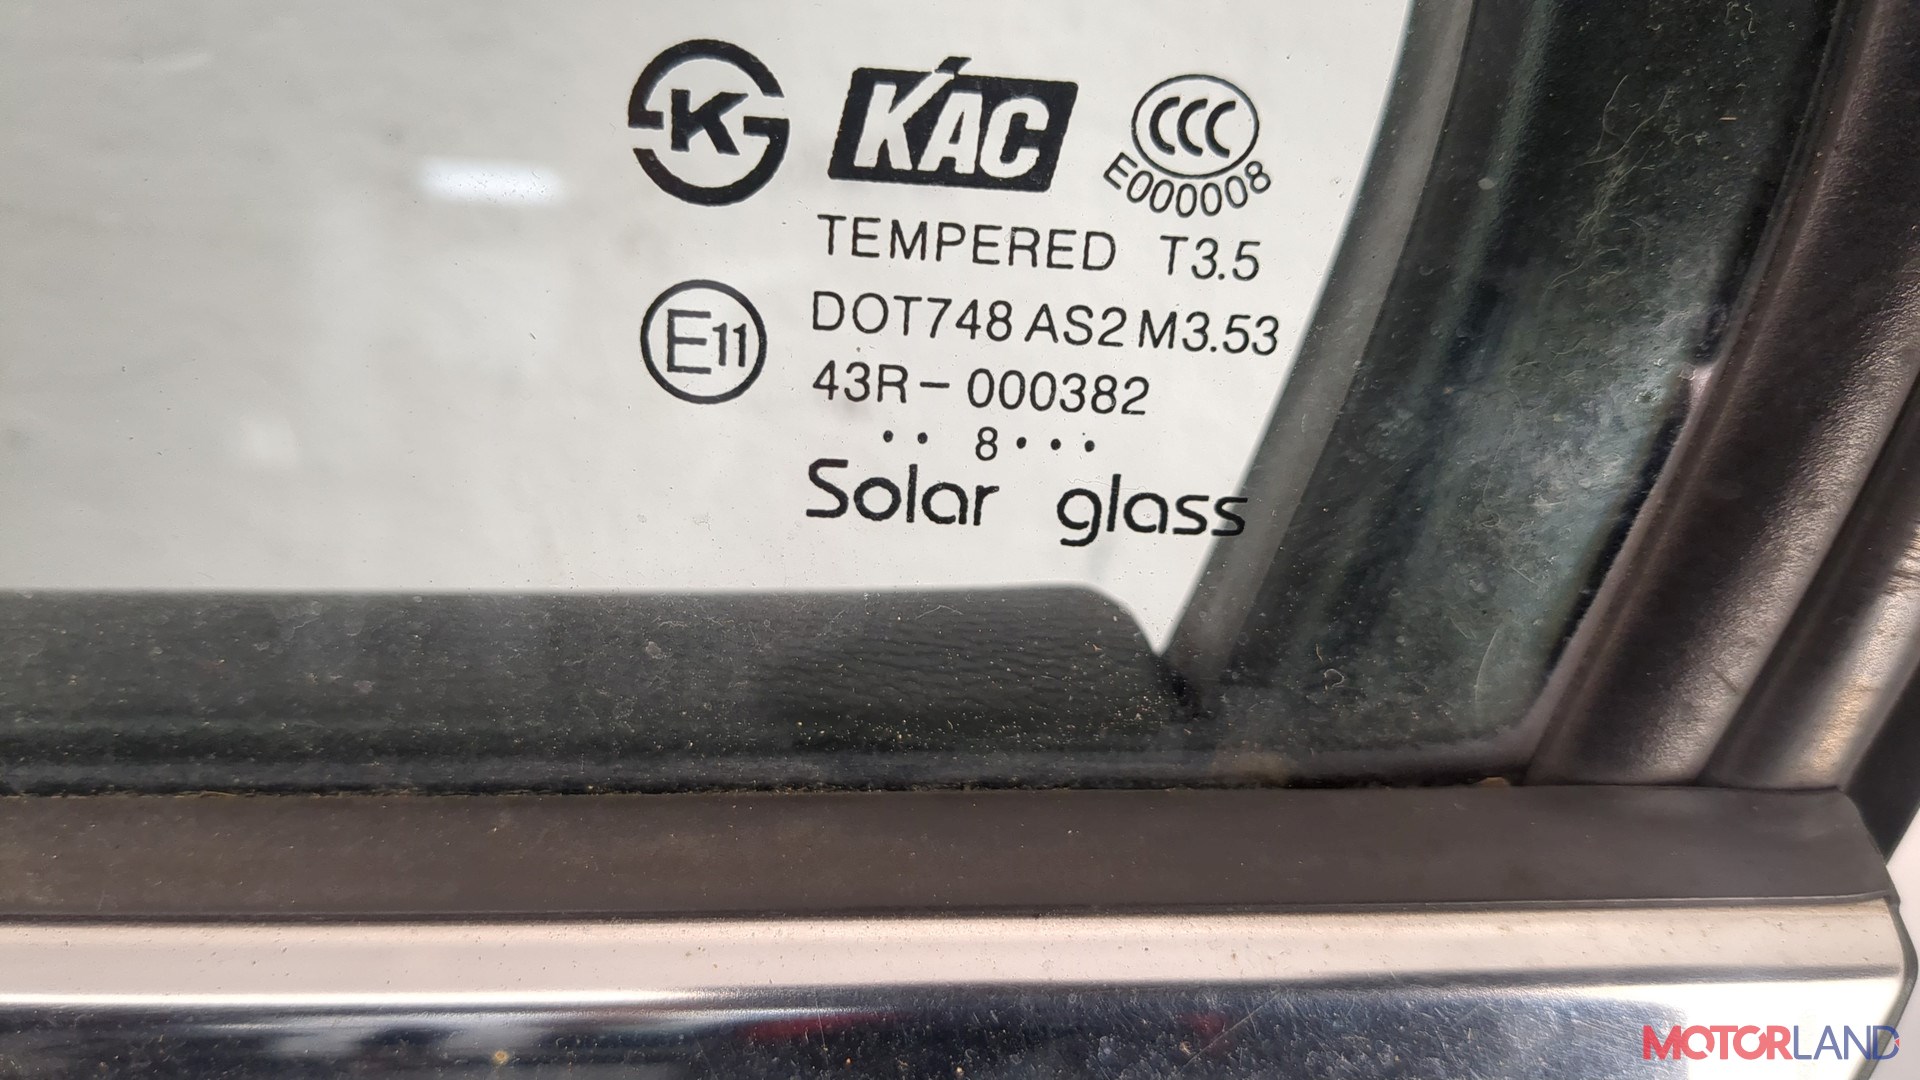 K KAC CCC
E000008
TEMPERED T3.5
E11 DOT748 AS2 M3.53
43R-000382
•• 8•••
Solar glass
MOTORLAND